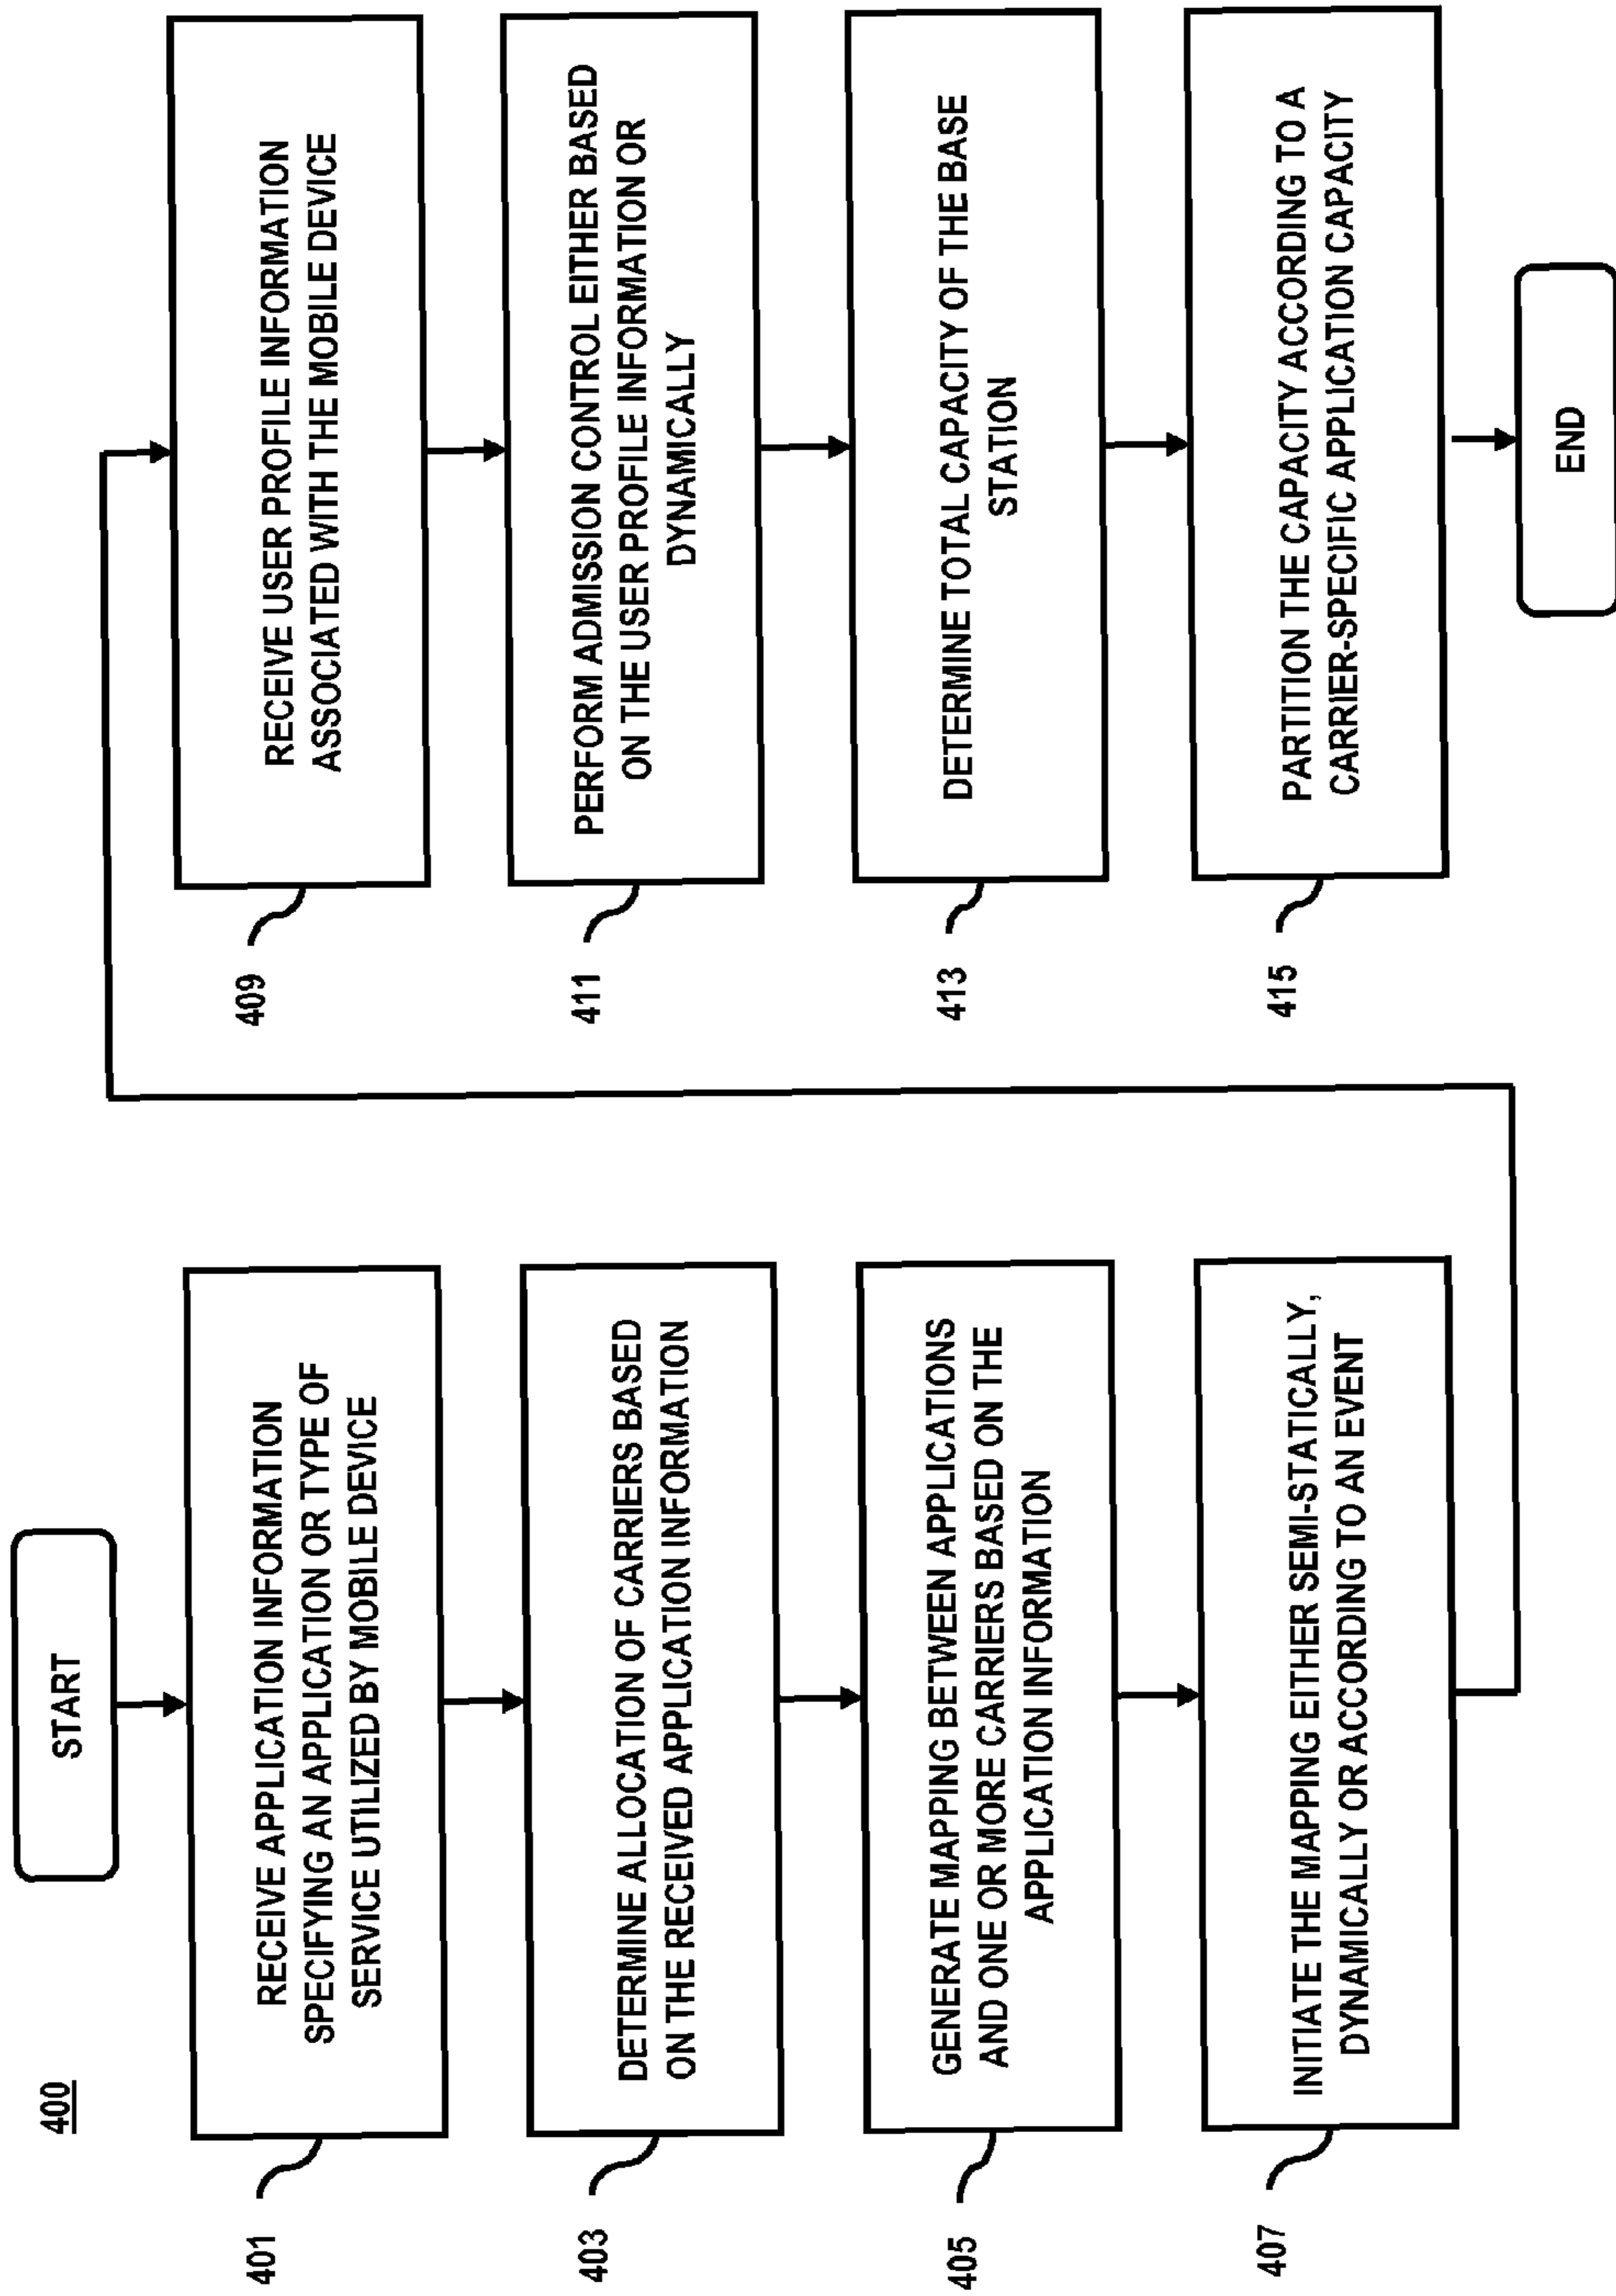 400
START
401
RECEIVE APPLICATION INFORMATION
SPECIFYING AN APPLICATION OR TYPE OF
SERVICE UTILIZED BY MOBILE DEVICE
403
DETERMINE ALLOCATION OF CARRIERS BASED
ON THE RECEIVED APPLICATION INFORMATION
405
GENERATE MAPPING BETWEEN APPLICATIONS
AND ONE OR MORE CARRIERS BASED ON THE
APPLICATION INFORMATION
407
INITIATE THE MAPPING EITHER SEMI-STATICALLY,
DYNAMICALLY OR ACCORDING TO AN EVENT
409
RECEIVE USER PROFILE INFORMATION
ASSOCIATED WITH THE MOBILE DEVICE
411
PERFORM ADMISSION CONTROL EITHER BASED
ON THE USER PROFILE INFORMATION OR
DYNAMICALLY
413
DETERMINE TOTAL CAPACITY OF THE BASE
STATION
415
PARTITION THE CAPACITY ACCORDING TO A
CARRIER-SPECIFIC APPLICATION CAPACITY
END